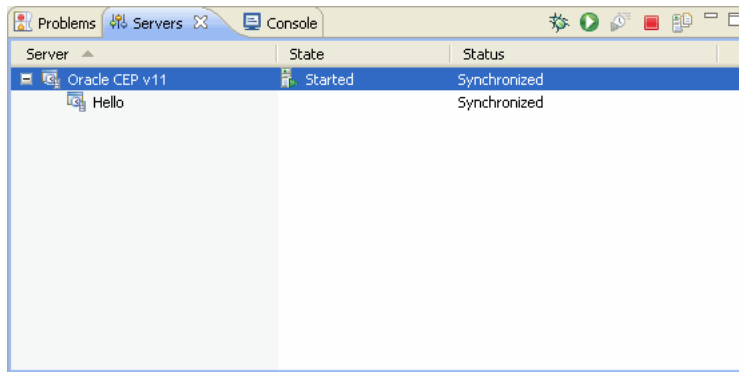 Problems Servers Console
Server State Status
Oracle CEP v11 Started Synchronized
Hello Synchronized